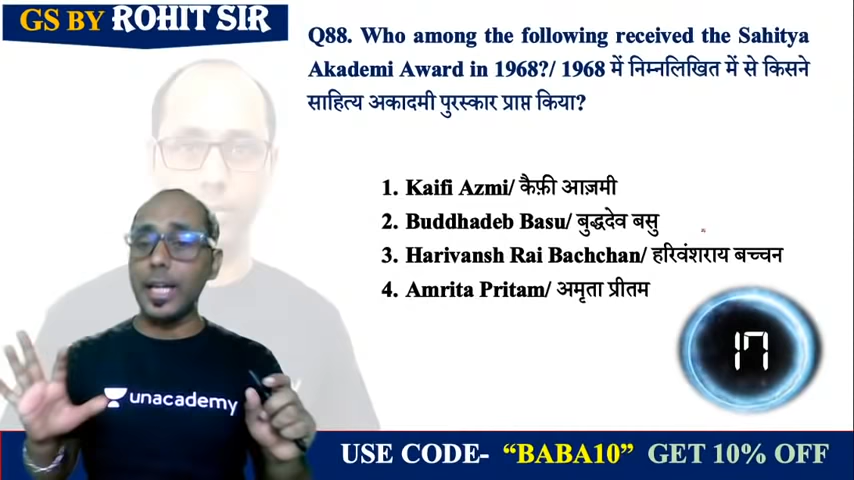 GS BY ROHIT SIR
Q88. Who among the following received the Sahitya
Akademi Award in 1968?/ 1968 में निम्नलिखित में से किसने
साहित्य अकादमी पुरस्कार प्राप्त किया?
1. Kaifi Azmi/ कैफ़ी आज़मी
2. Buddhadeb Basu/ बुद्धदेव बसु
3. Harivansh Rai Bachchan/ हरिवंशराय बच्चन
4. Amrita Pritam/ अमृता प्रीतम
17
unacademy
USE CODE- “BABA10” GET 10% OFF